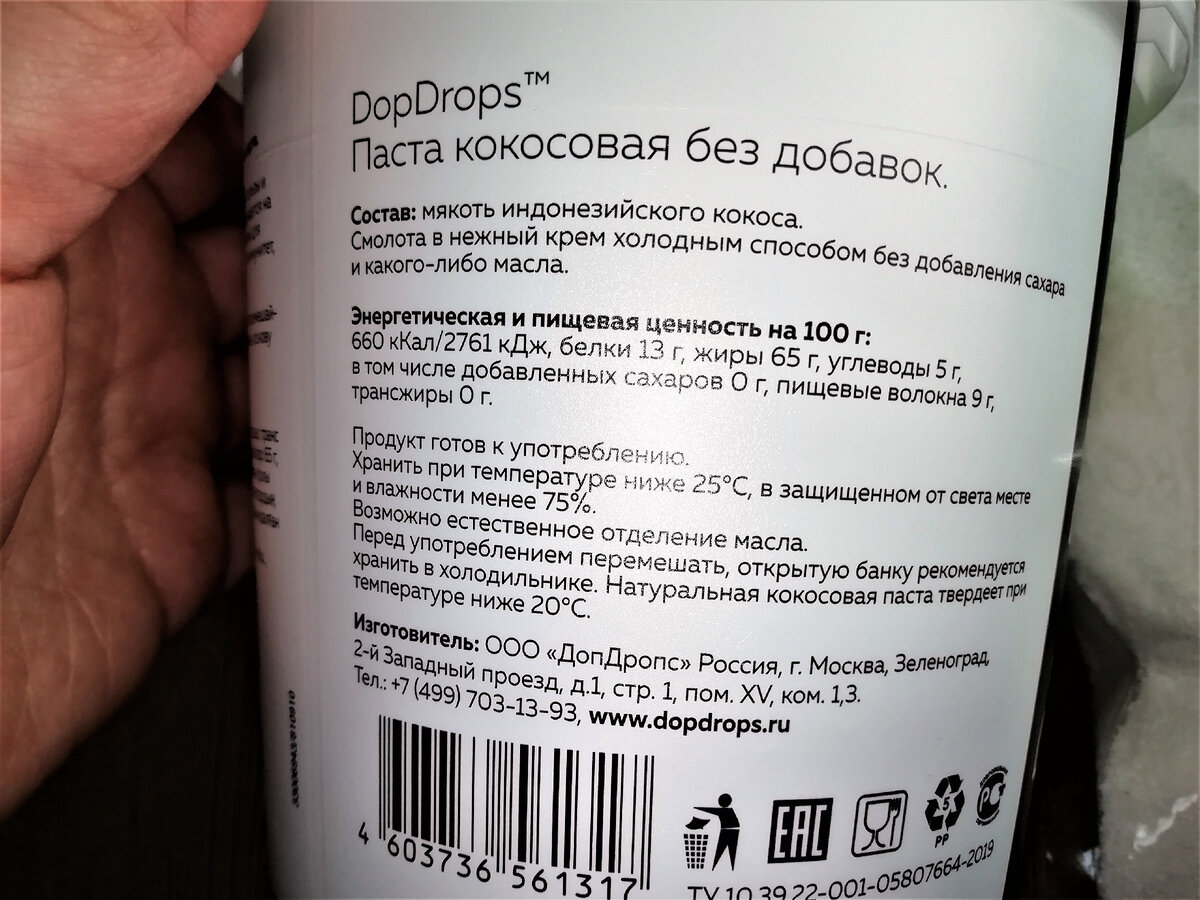 DopDrops™
Паста кокосовая без добавок.
Состав: мякоть индонезийского кокоса.
Смолота в нежный крем холодным способом без добавления сахара
и какого-либо масла.
Энергетическая и пищевая ценность на 100 г:
660 кКал/2761 кДж, белки 13 г, жиры 65 г, углеводы 5 г,
в том числе добавленных сахаров 0 г, пищевые волокна 9 г,
трансжиры 0 г.
Продукт готов к употреблению.
Хранить при температуре ниже 25°С, в защищенном от света месте
и влажности менее 75%.
Возможно естественное отделение масла.
Перед употреблением перемешать, открытую банку рекомендуется
хранить в холодильнике. Натуральная кокосовая паста твердеет при
температуре ниже 20°С.
Изготовитель: ООО «ДопДропс» Россия, г. Москва, Зеленоград,
2-й Западный проезд, д.1, стр. 1, пом. XV, ком. 1,3.
Тел.: +7 (499) 703-13-93, www.dopdrops.ru
4 603736 561317
EAC
5
PP
РС
ТУ 10.39.22-001-05807664-2019